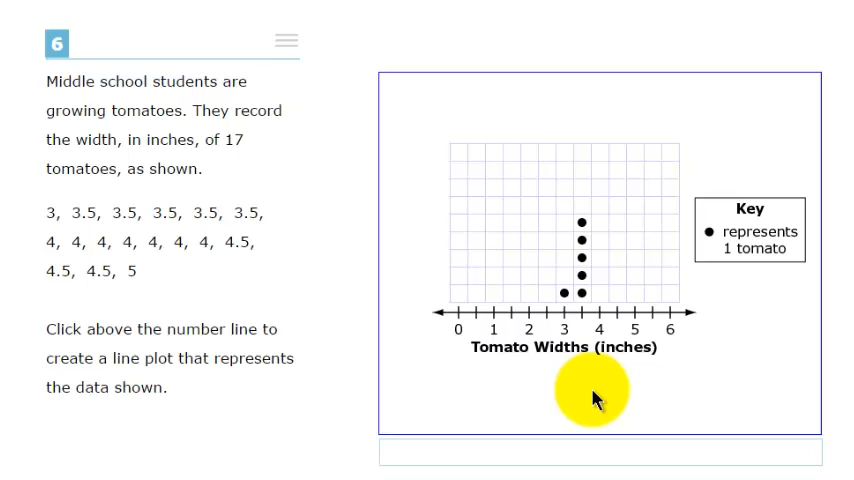 6
Middle school students are
growing tomatoes. They record
the width, in inches, of 17
tomatoes, as shown.
3, 3.5, 3.5, 3.5, 3.5, 3.5,
4, 4, 4, 4, 4, 4, 4, 4.5,
4.5, 4.5, 5
Click above the number line to
create a line plot that represents
the data shown.
Key
represents
1 tomato
0 1 2 3 4 5 6
Tomato Widths (inches)